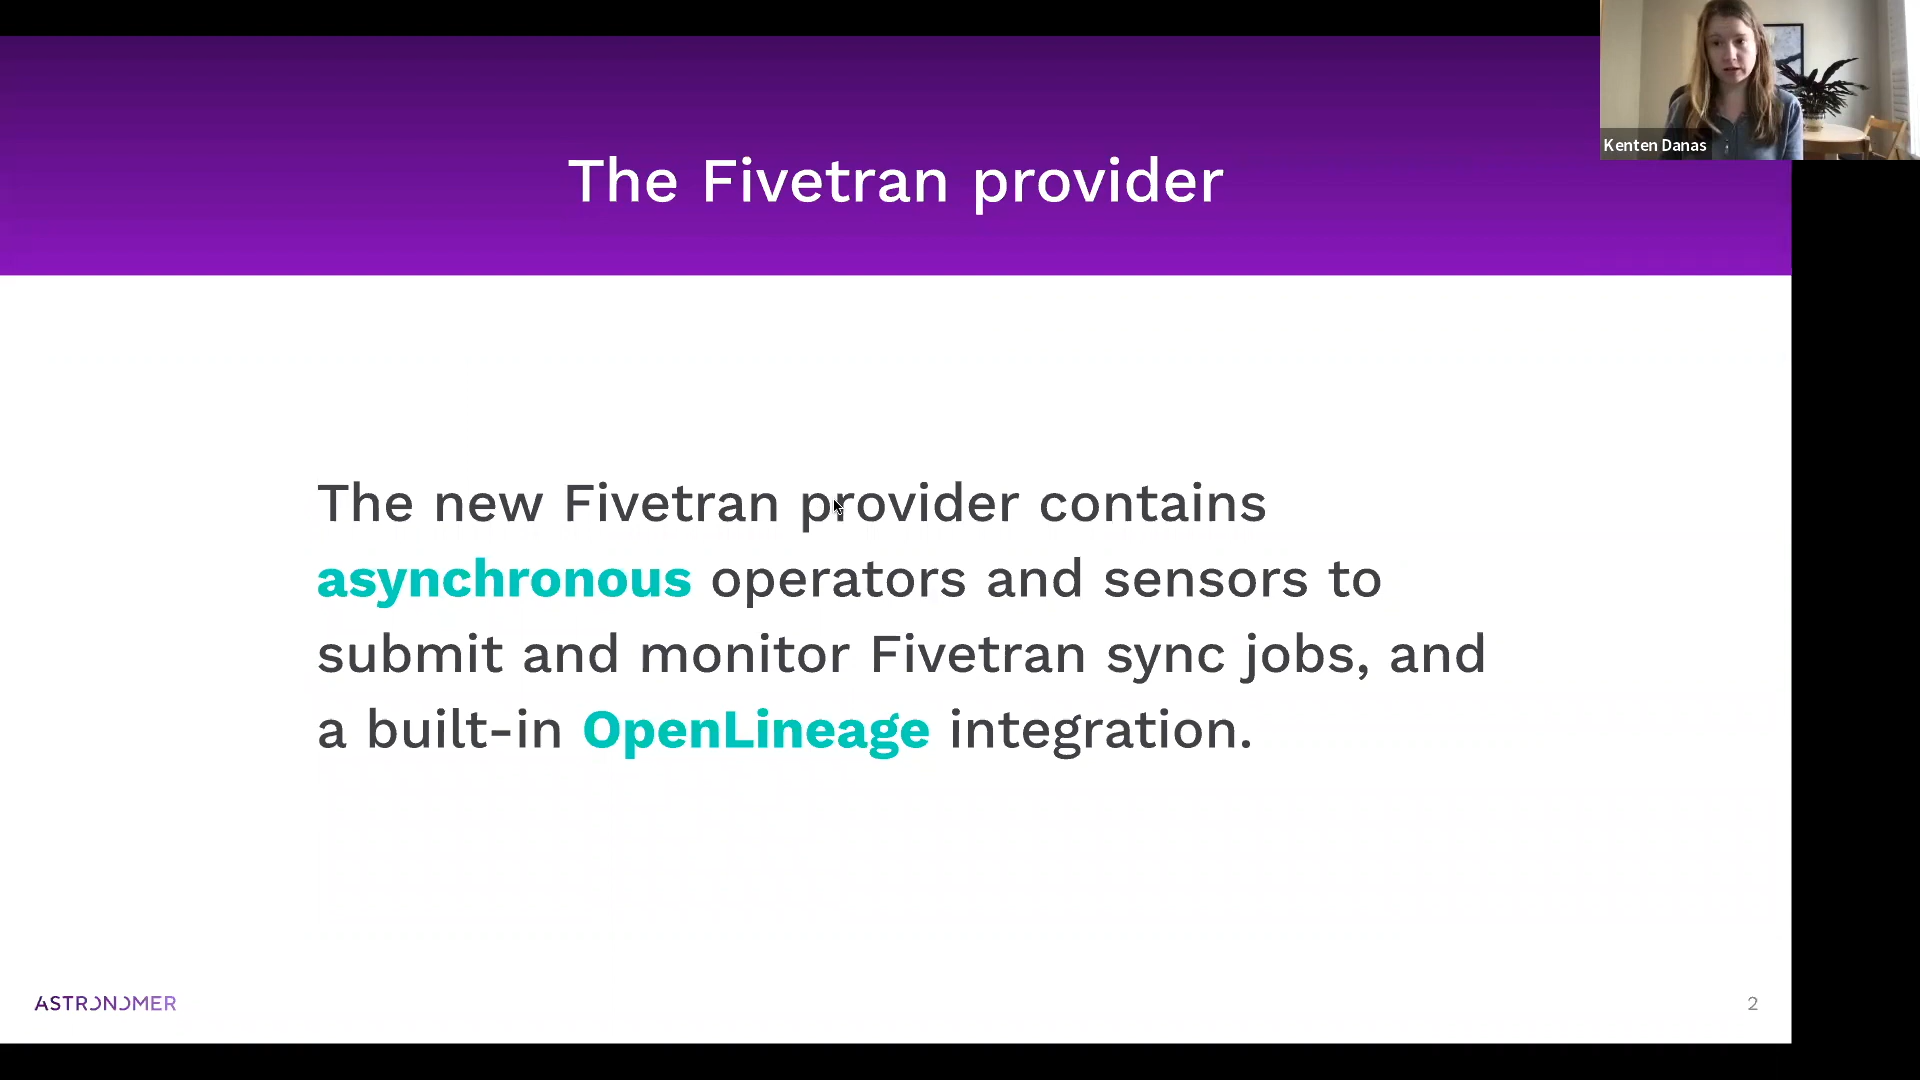 Kenten Danas
The Fivetran provider
The new Fivetran provider contains
asynchronous operators and sensors to
submit and monitor Fivetran sync jobs, and
a built-in OpenLineage integration.
ASTRONOMER
2